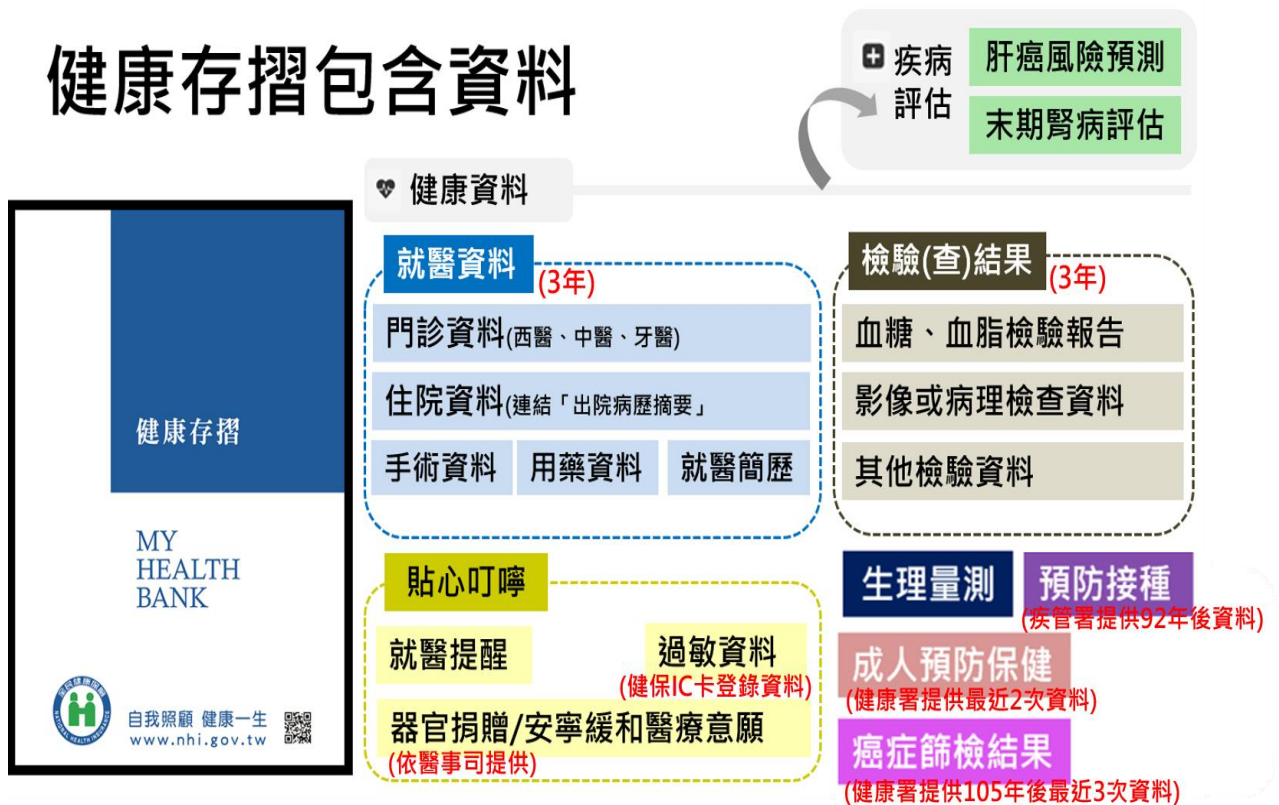 健康存摺包含資料
疾病
評估
肝癌風險預測
末期腎病評估
健康資料
健康存摺
MY
HEALTH
BANK
全民健康保險
NATIONAL HEALTH INSURANCE
自我照顧 健康一生
www.nhi.gov.tw
就醫資料
(3年)
門診資料(西醫、中醫、牙醫)
住院資料(連結「出院病歷摘要」
手術資料
用藥資料
就醫簡歷
檢驗(查)結果
(3年)
血糖、血脂檢驗報告
影像或病理檢查資料
其他檢驗資料
貼心叮嚀
就醫提醒
過敏資料
(健保IC卡登錄資料)
器官捐贈/安寧緩和醫療意願
(依醫事司提供)
生理量測
預防接種
(疾管署提供92年後資料)
成人預防保健
(健康署提供最近2次資料)
癌症篩檢結果
(健康署提供105年後最近3次資料)